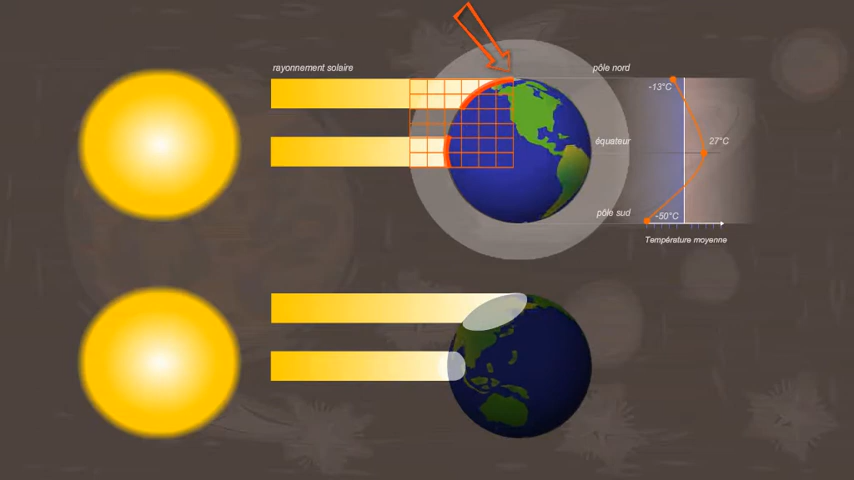 rayonnement solaire
pôle nord
-13°C
équateur
27°C
pôle sud
-50°C
Température moyenne